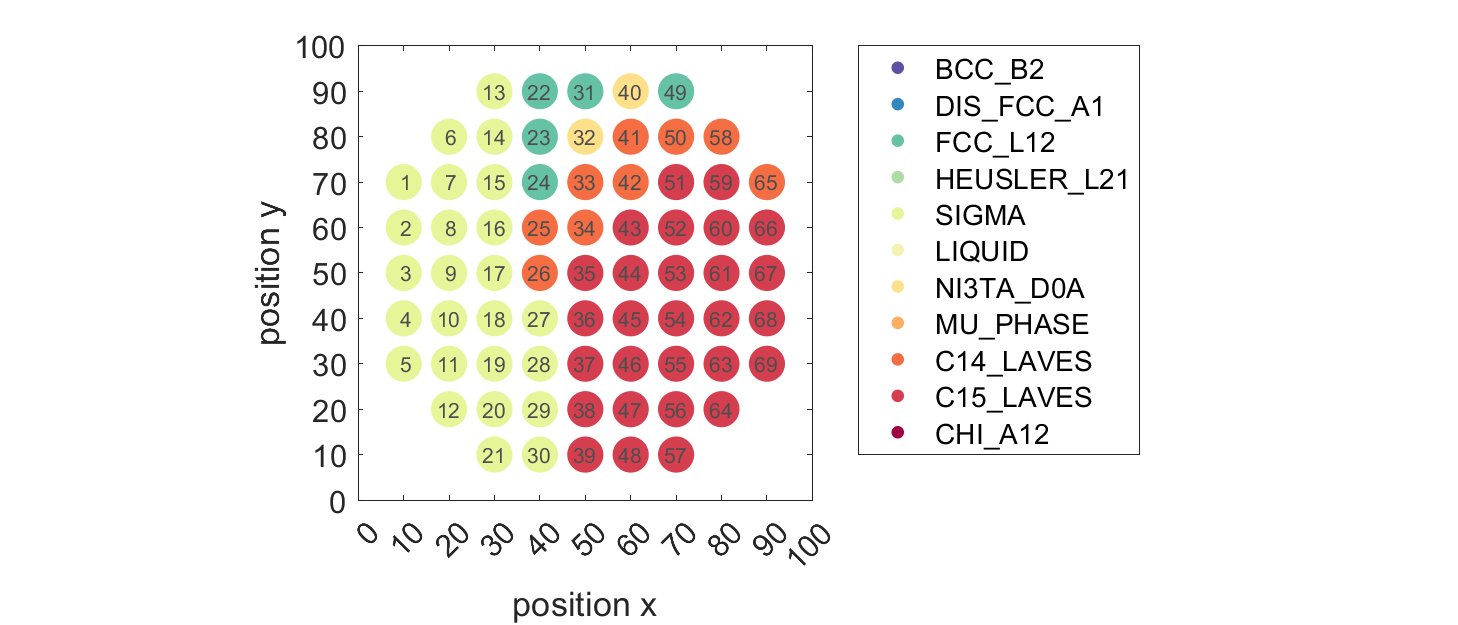 100
90
80
70
60
50
40
30
20
10
0
position y
13 22 31 40 49
6 14 23 32 41 50 58
1 7 15 24 33 42 51 59 65
2 8 16 25 34 43 52 60 66
3 9 17 26 35 44 53 61 67
4 10 18 27 36 45 54 62 68
5 11 19 28 37 46 55 63 69
12 20 29 38 47 56 64
21 30 39 48 57
0 10 20 30 40 50 60 70 80 90 100
position x
BCC_B2
DIS_FCC_A1
FCC_L12
HEUSLER_L21
SIGMA
LIQUID
NI3TA_D0A
MU_PHASE
C14_LAVES
C15_LAVES
CHI_A12